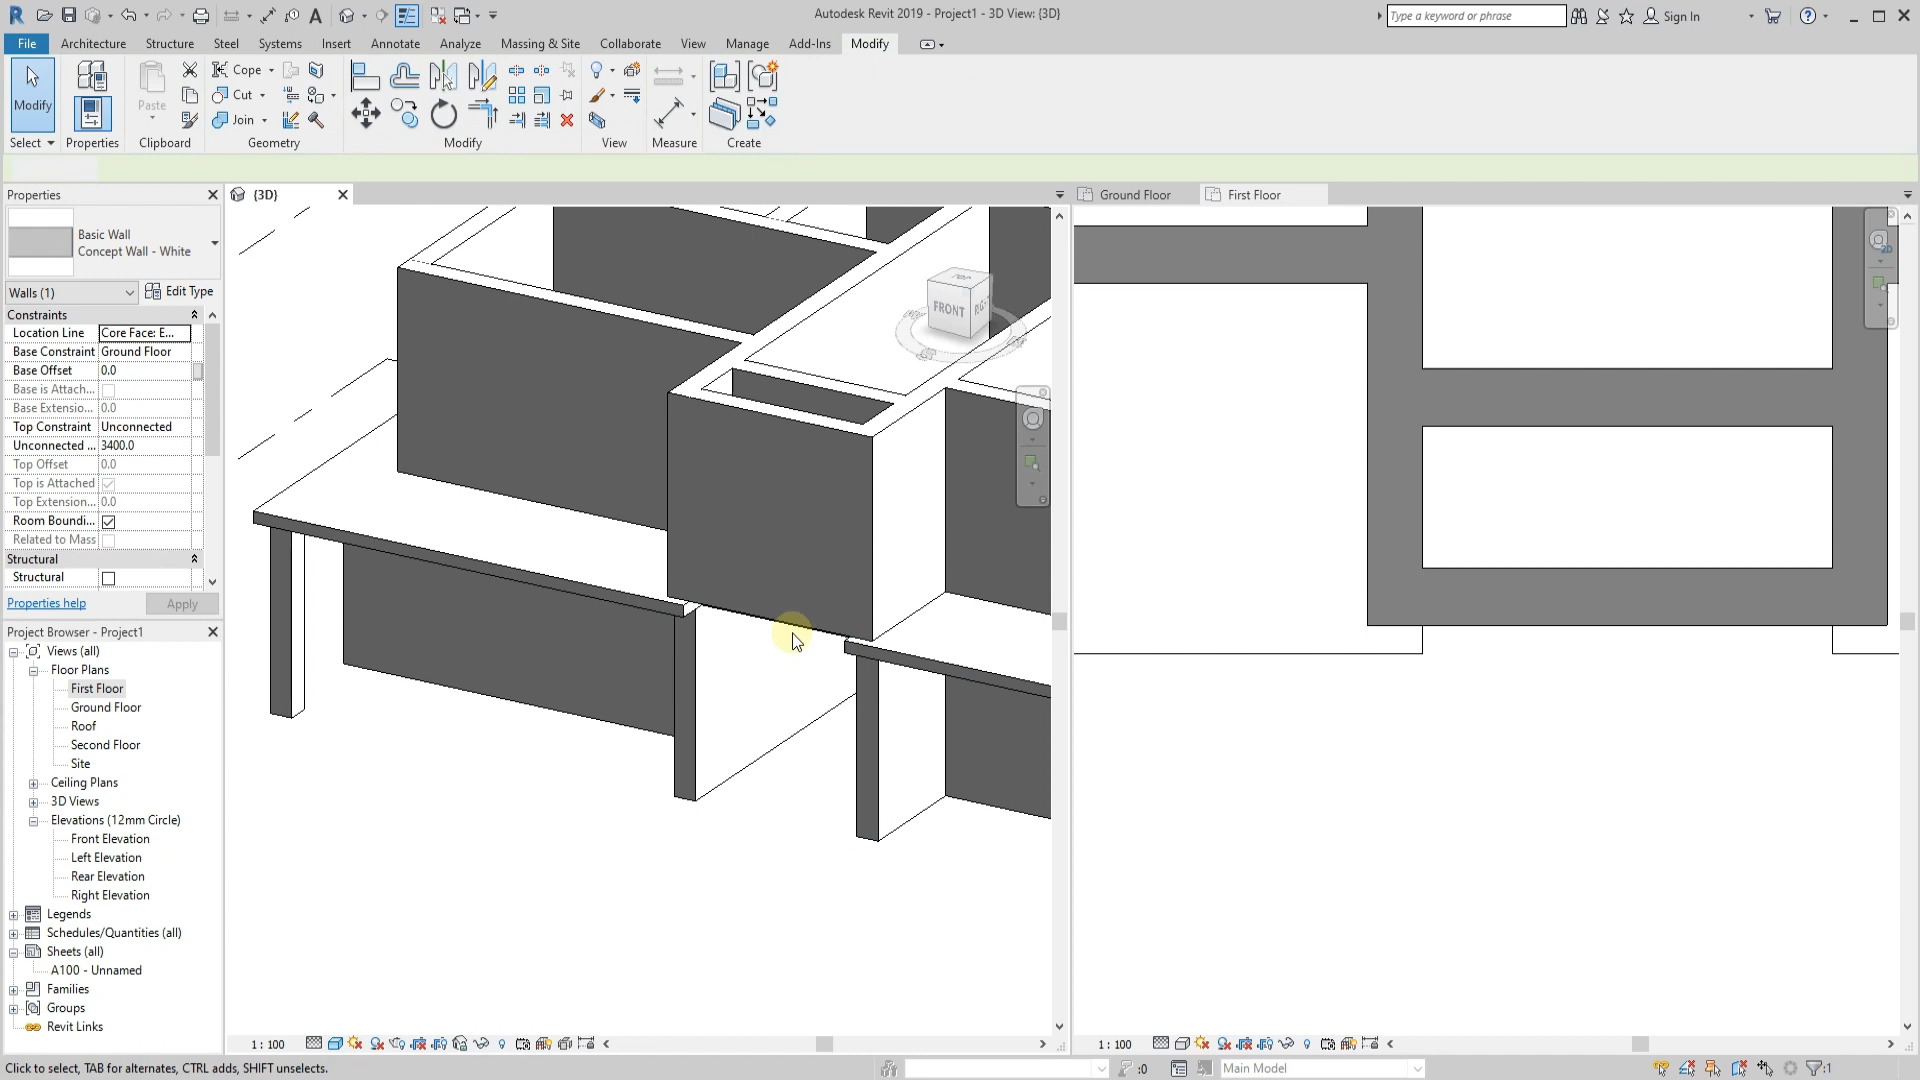 Autodesk Revit 2019 - Project1 - 3D View: {3D}
Type a keyword or phrase
Sign In
File Architecture Structure Steel Systems Insert Annotate Analyze Massing & Site Collaborate View Manage Add-Ins Modify
Modify
Paste
Cope
Cut
Join
Select Properties Clipboard Geometry Modify View Measure Create
Properties
Basic Wall
Concept Wall - White
Walls (1)
Edit Type
Constraints
Location Line Core Face: E...
Base Constraint Ground Floor
Base Offset 0.0
Base is Attach...
Base Extensio... 0.0
Top Constraint Unconnected
Unconnected ... 3400.0
Top Offset 0.0
Top is Attached
Top Extension... 0.0
Room Boundi...
Related to Mass
Structural
Structural
Properties help
Apply
Project Browser - Project1
Views (all)
Floor Plans
First Floor
Ground Floor
Roof
Second Floor
Site
Ceiling Plans
3D Views
Elevations (12mm Circle)
Front Elevation
Left Elevation
Rear Elevation
Right Elevation
Legends
Schedules/Quantities (all)
Sheets (all)
A100 - Unnamed
Families
Groups
Revit Links
{3D}
TOP
FRONT
1 : 100
Ground Floor
First Floor
2D
1 : 100
Click to select, TAB for alternates, CTRL adds, SHIFT unselects.
:0
Main Model
:1